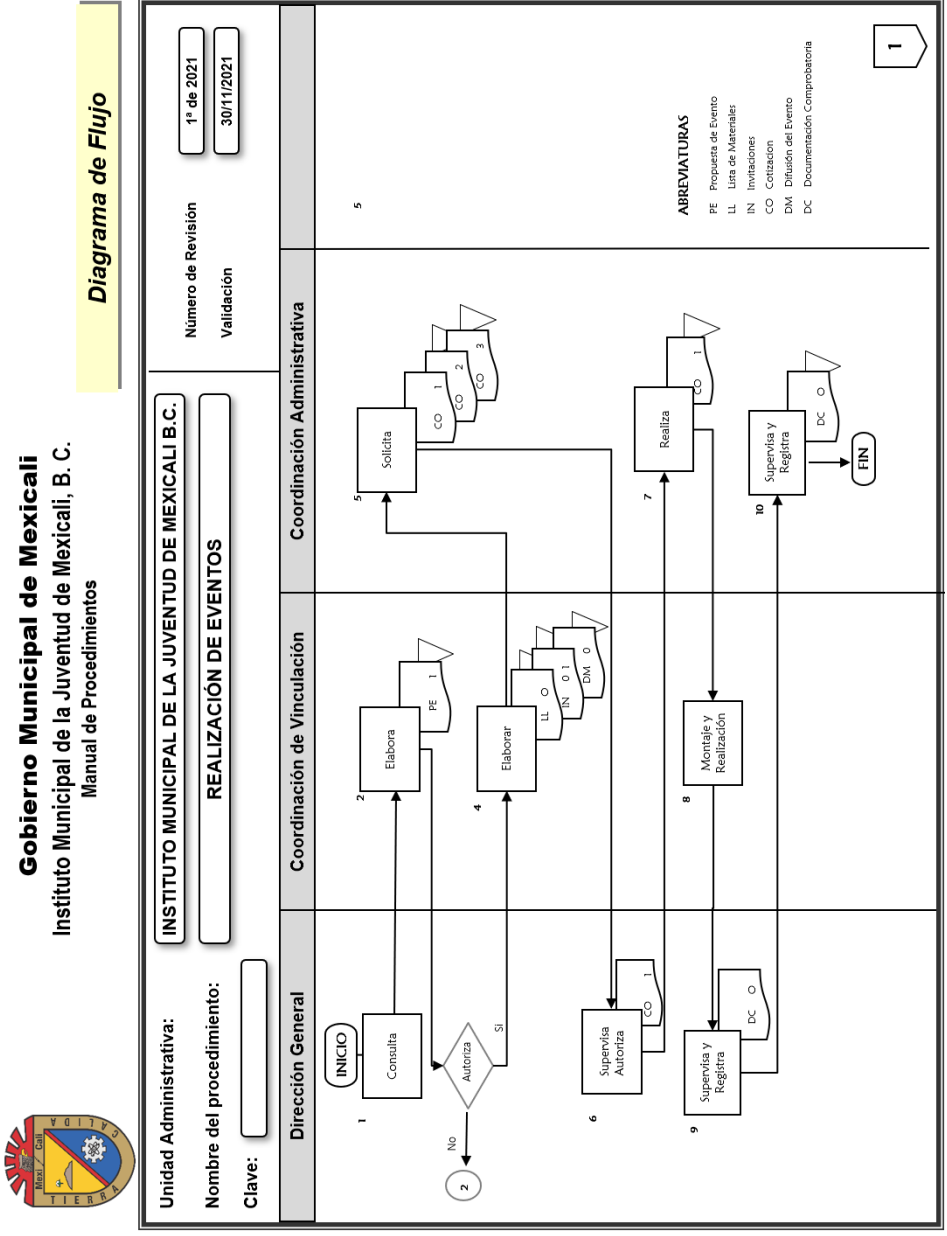 Gobierno Municipal de Mexicali
Instituto Municipal de la Juventud de Mexicali, B. C.
Manual de Procedimientos
Diagrama de Flujo
Mexi Cali
TIERRA CALIDA
Unidad Administrativa:
INSTITUTO MUNICIPAL DE LA JUVENTUD DE MEXICALI B.C.
Nombre del procedimiento:
REALIZACIÓN DE EVENTOS
Clave:
Número de Revisión
1ª de 2021
Validación
30/11/2021
Dirección General
Coordinación de Vinculación
Coordinación Administrativa
INICIO
1
Consulta
2
Elabora
PE 1
Autoriza
No
2
Si
4
Elaborar
LL O
IN 0 1
DM 0
5
Solicita
CO 1
CO 2
CO 3
5
6
Supervisa
Autoriza
CO 1
7
Realiza
CO 1
8
Montaje y
Realización
9
Supervisa y
Registra
DC O
10
Supervisa y
Registra
DC O
FIN
ABREVIATURAS
PE Propuesta de Evento
LL Lista de Materiales
IN Invitaciones
CO Cotizacion
DM Difusión del Evento
DC Documentación Comprobatoria
1